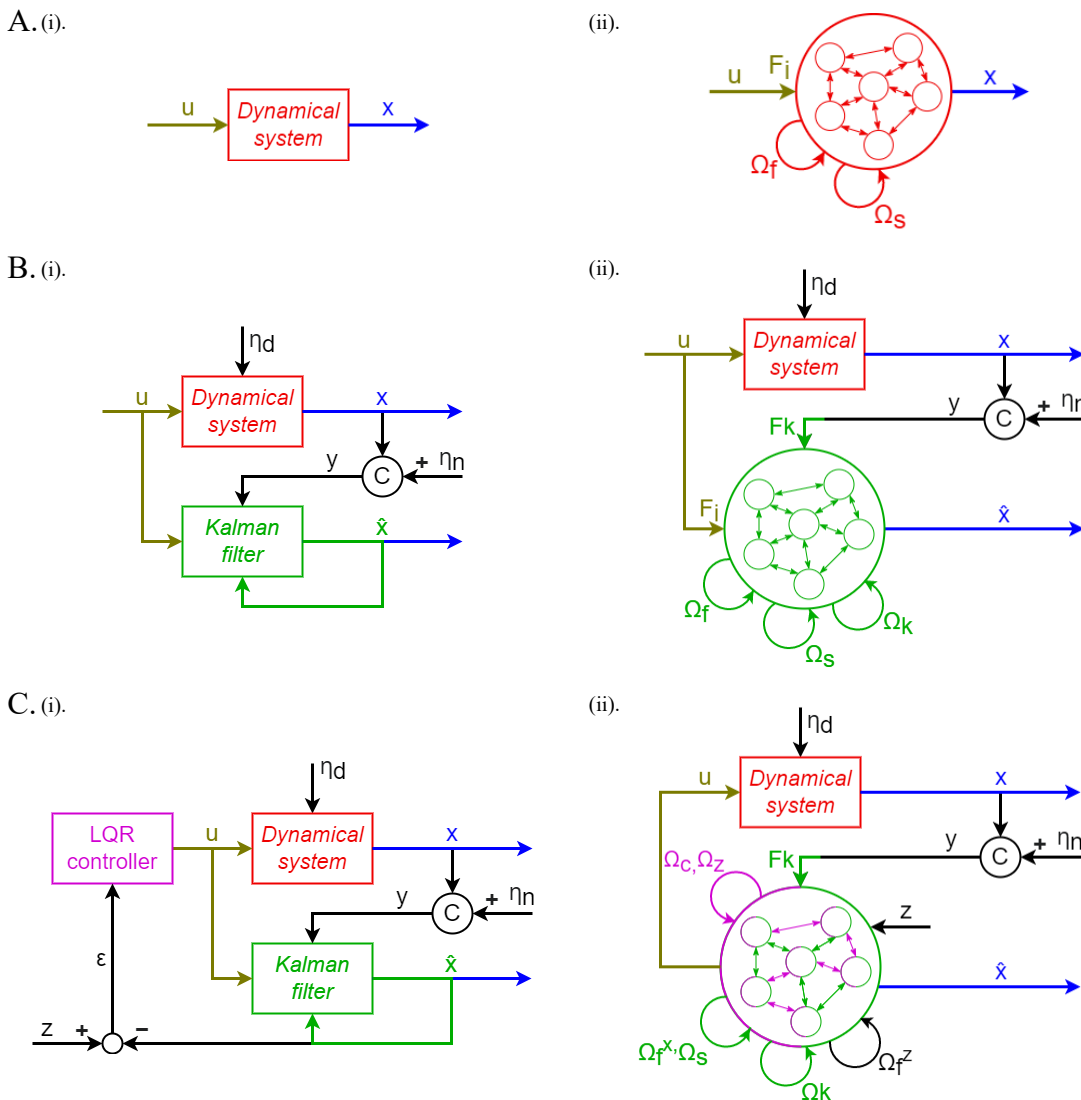 A. (i).
u
Dynamical
system
x
(ii).
u
Fi
x
Ωf
Ωs
B. (i).
ηd
u
Dynamical
system
x
y
C
+
ηn
Kalman
filter
x̂
(ii).
ηd
u
Dynamical
system
x
y
C
+
ηn
Fk
Fi
x̂
Ωf
Ωs
Ωk
C. (i).
ηd
LQR
controller
u
Dynamical
system
x
y
C
+
ηn
ε
Kalman
filter
x̂
z
+
−
(ii).
ηd
u
Dynamical
system
x
y
C
+
ηn
Fk
Ωc,Ωz
z
x̂
Ωf^x,Ωs
Ωk
Ωf^z